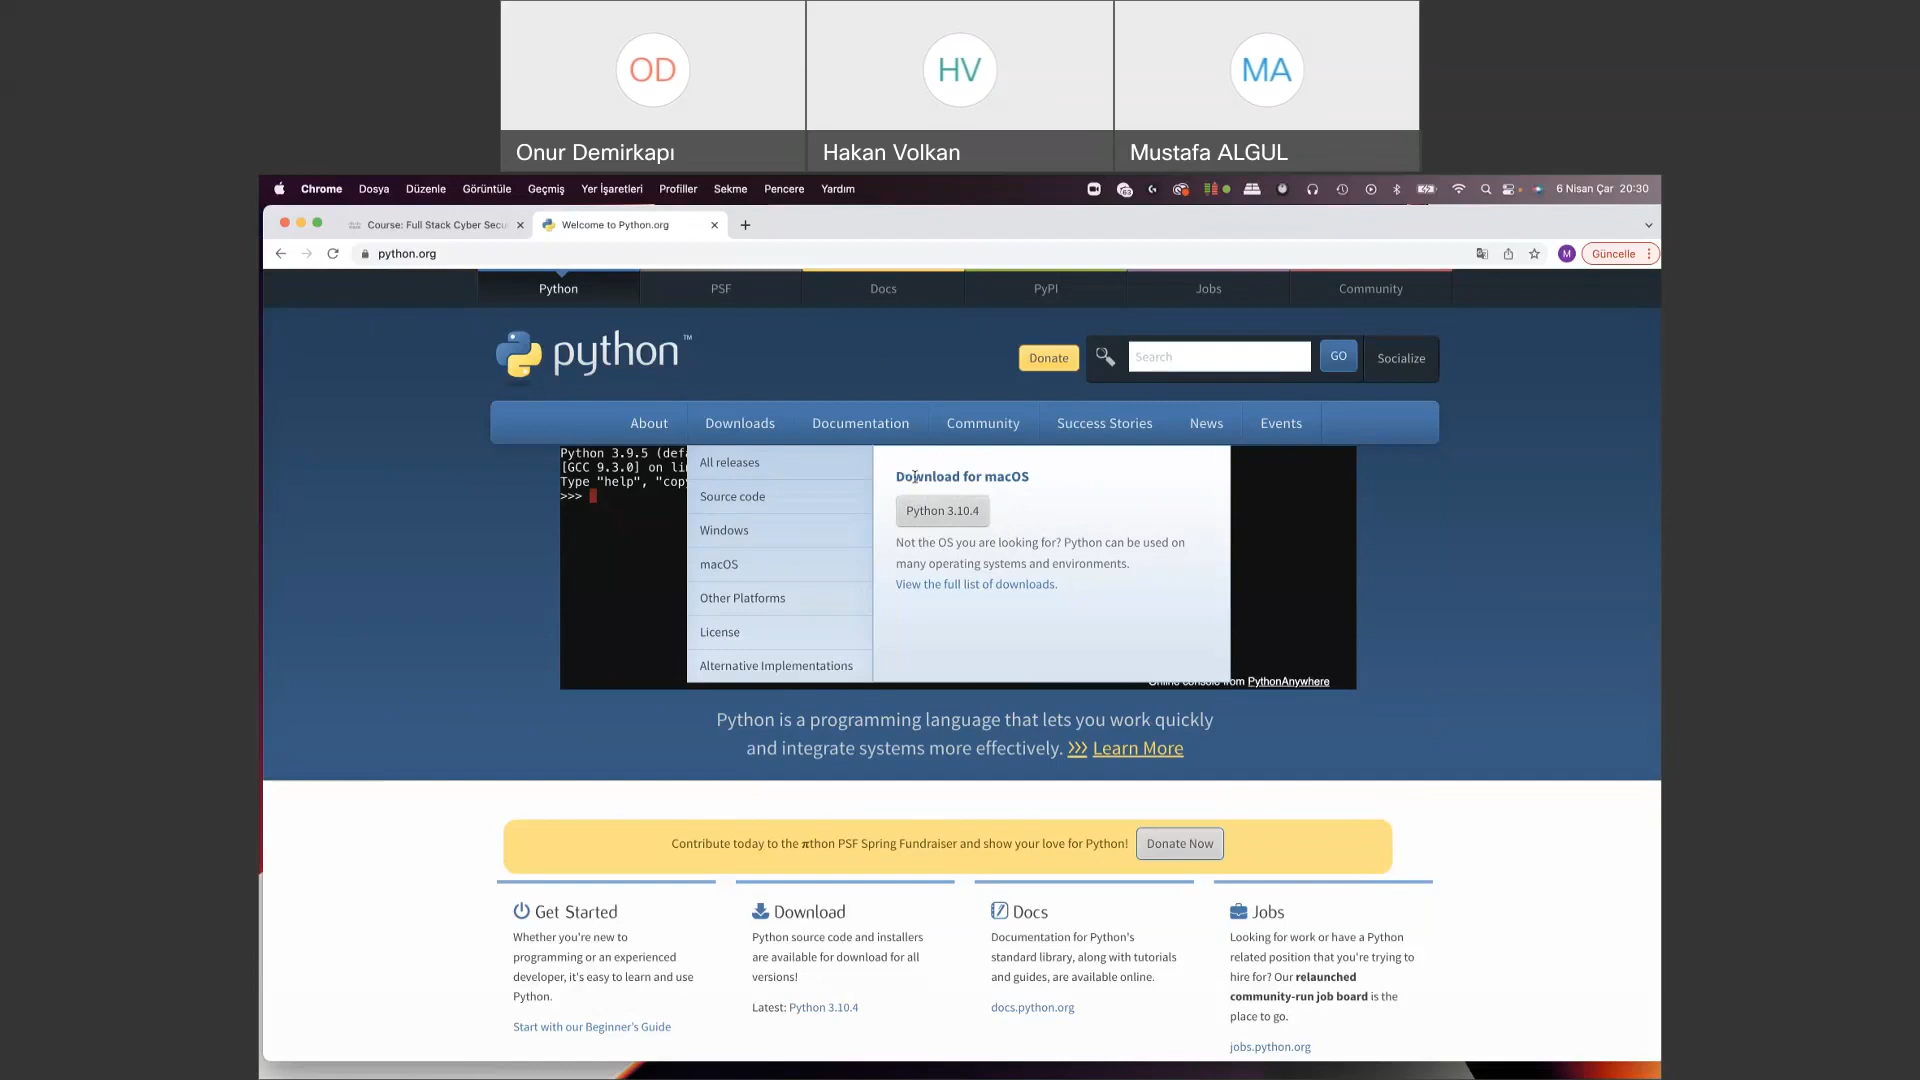 OD
HV
MA
Onur Demirkapı
Hakan Volkan
Mustafa ALGUL
Chrome Dosya Düzenle Görüntüle Geçmiş Yer İşaretleri Profiller Sekme Pencere Yardım
63
6 Nisan Çar 20:30
Course: Full Stack Cyber Secu
Welcome to Python.org
python.org
M
Güncelle
Python PSF Docs PyPI Jobs Community
python™
Donate
Search
GO
Socialize
About Downloads Documentation Community Success Stories News Events
Python 3.9.5 (def
[GCC 9.3.0] on li
Type "help", "cop
>>>
All releases
Source code
Windows
macOS
Other Platforms
License
Alternative Implementations
Download for macOS
Python 3.10.4
Not the OS you are looking for? Python can be used on
many operating systems and environments.
View the full list of downloads.
Online console from PythonAnywhere
Python is a programming language that lets you work quickly
and integrate systems more effectively. >>> Learn More
Contribute today to the πthon PSF Spring Fundraiser and show your love for Python! Donate Now
Get Started
Whether you're new to
programming or an experienced
developer, it's easy to learn and use
Python.
Start with our Beginner's Guide
Download
Python source code and installers
are available for download for all
versions!
Latest: Python 3.10.4
Docs
Documentation for Python's
standard library, along with tutorials
and guides, are available online.
docs.python.org
Jobs
Looking for work or have a Python
related position that you're trying to
hire for? Our relaunched
community-run job board is the
place to go.
jobs.python.org